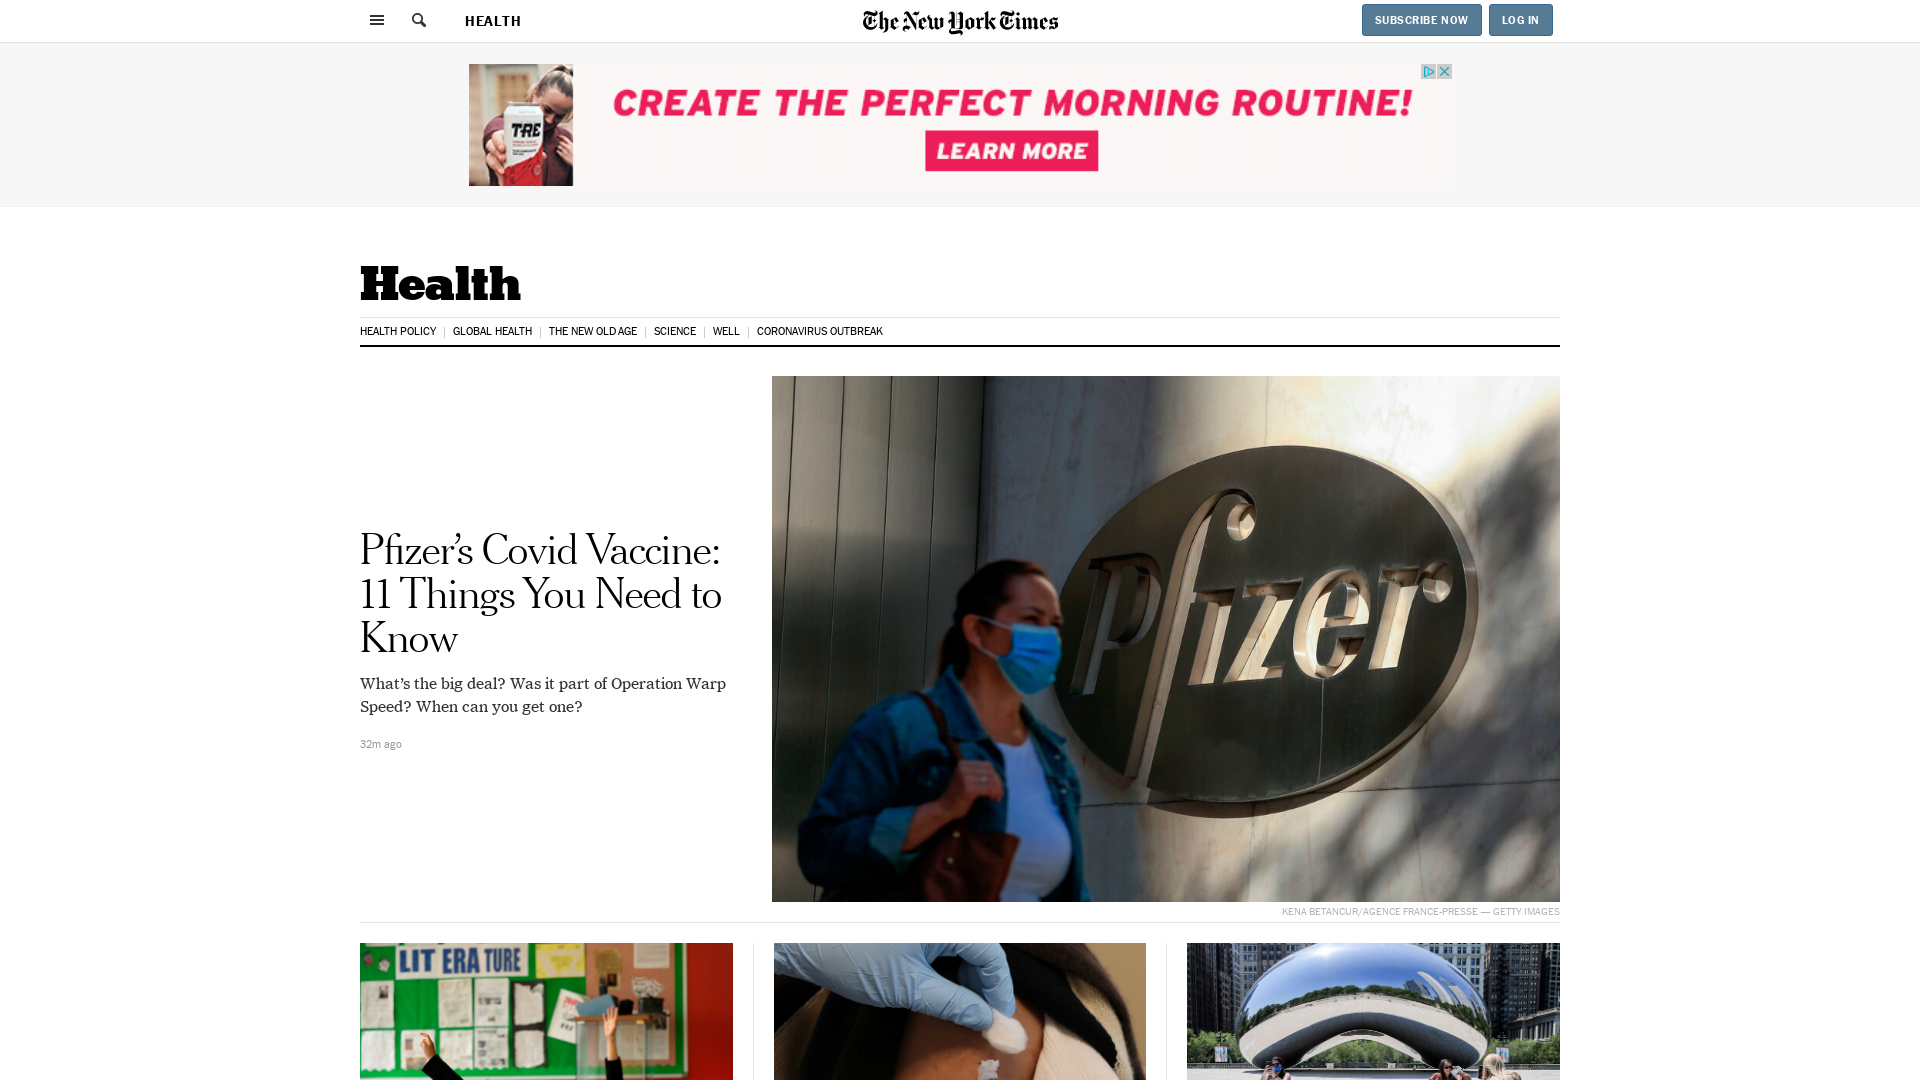 HEALTH
The New York Times
SUBSCRIBE NOW
LOG IN
TRE
CREATE THE PERFECT MORNING ROUTINE!
LEARN MORE
Health
HEALTH POLICY
GLOBAL HEALTH
THE NEW OLD AGE
SCIENCE
WELL
CORONAVIRUS OUTBREAK
Pfizer’s Covid Vaccine:
11 Things You Need to
Know
What’s the big deal? Was it part of Operation Warp
Speed? When can you get one?
32m ago
Pfizer
KENA BETANCUR/AGENCE FRANCE-PRESSE — GETTY IMAGES
LIT ERA TURE